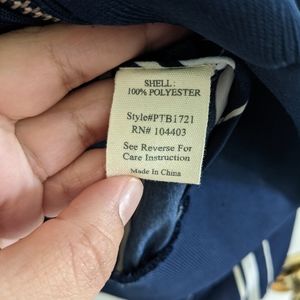 SHELL:
100% POLYESTER
Style#PTB1721
RN# 104403
See Reverse For
Care Instruction
Made In China